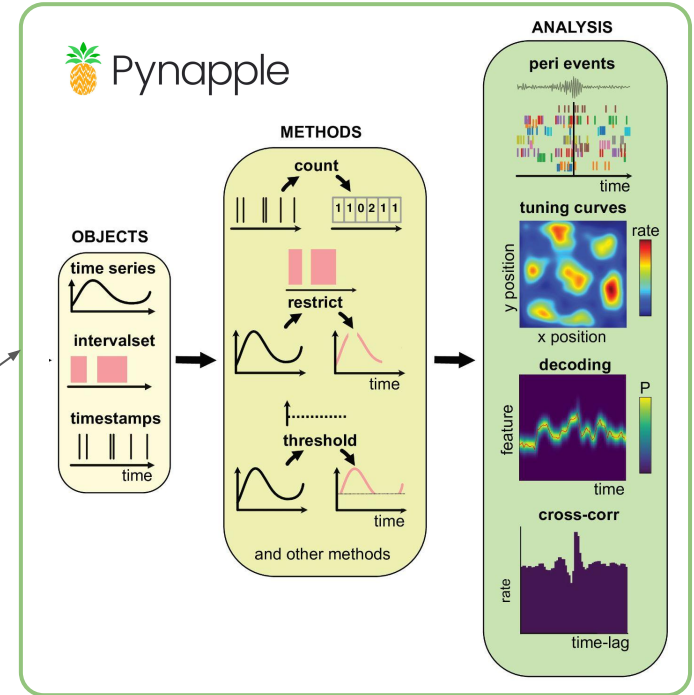 Pynapple
OBJECTS
time series
intervalset
timestamps
time
METHODS
count
1 1 0 2 1 1
restrict
time
threshold
time
and other methods
ANALYSIS
peri events
time
tuning curves
rate
y position
x position
decoding
P
feature
time
cross-corr
rate
time-lag